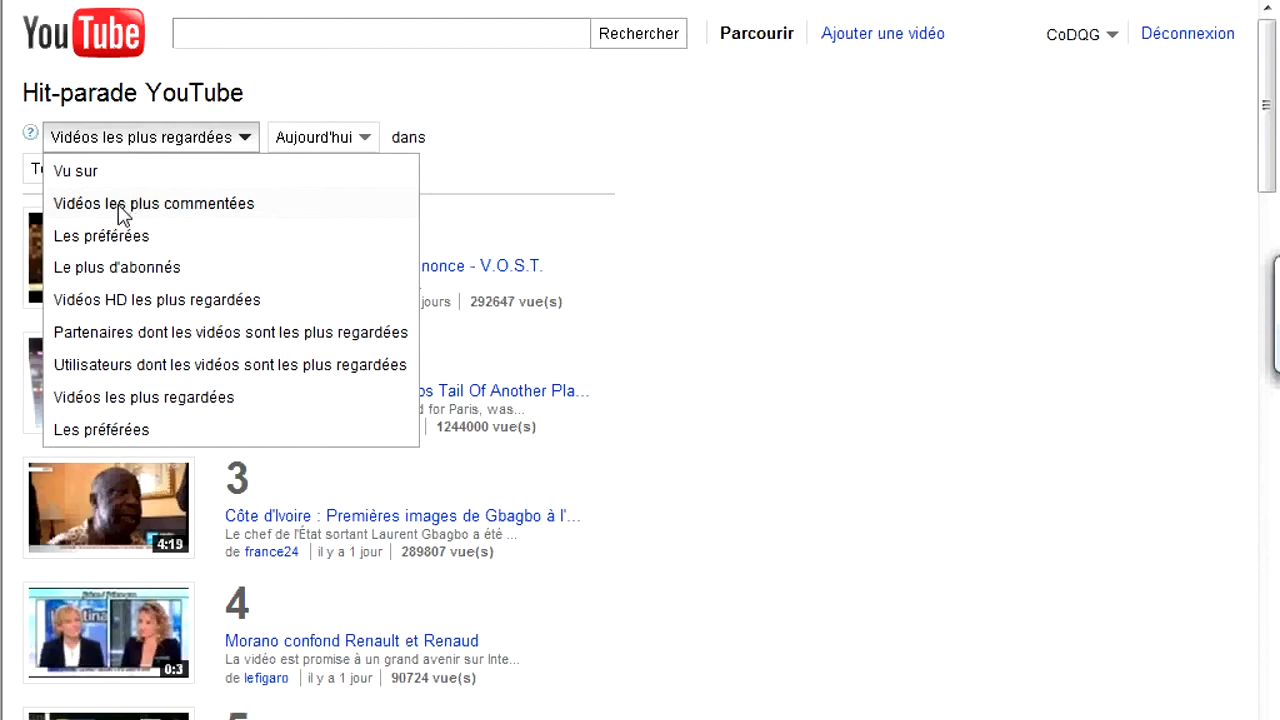 YouTube
Rechercher
Parcourir
Ajouter une vidéo
CoDQG
Déconnexion
Hit-parade YouTube
? Vidéos les plus regardées
Aujourd'hui
dans
Vu sur
Vidéos les plus commentées
Les préférées
Le plus d'abonnés
Vidéos HD les plus regardées
Partenaires dont les vidéos sont les plus regardées
Utilisateurs dont les vidéos sont les plus regardées
Vidéos les plus regardées
Les préférées
nonce - V.O.S.T.
jours | 292647 vue(s)
Tail Of Another Pla...
for Paris, was...
1244000 vue(s)
4:19
3
Côte d'Ivoire : Premières images de Gbagbo à l'...
Le chef de l'État sortant Laurent Gbagbo a été ...
de france24 | il y a 1 jour | 289807 vue(s)
0:3
4
Morano confond Renault et Renaud
La vidéo est promise à un grand avenir sur Inte...
de lefigaro | il y a 1 jour | 90724 vue(s)